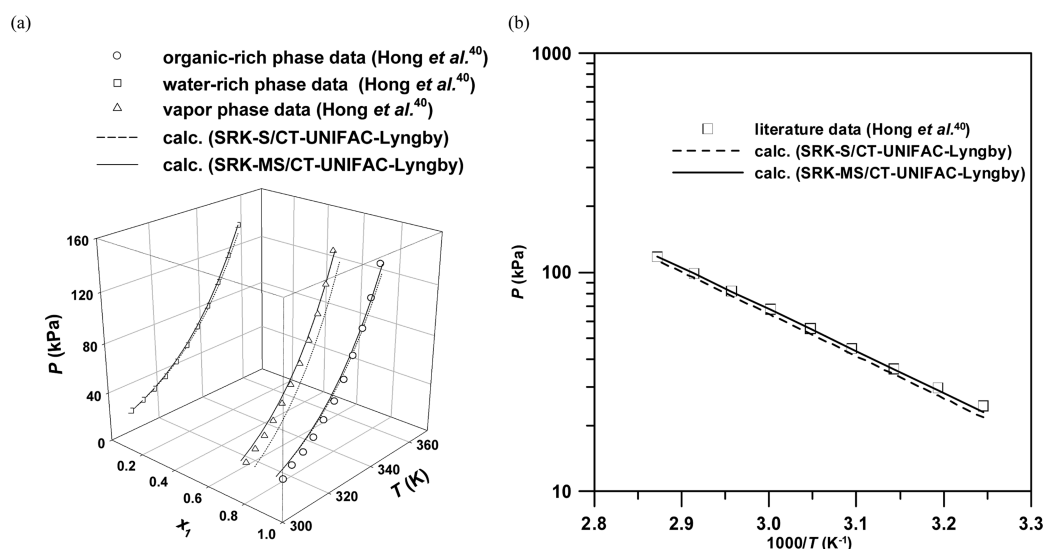 (a)
organic-rich phase data (Hong et al.40)
water-rich phase data (Hong et al.40)
vapor phase data (Hong et al.40)
calc. (SRK-S/CT-UNIFAC-Lyngby)
calc. (SRK-MS/CT-UNIFAC-Lyngby)
160
120
80
40
0
P (kPa)
0.2
0.4
0.6
0.8
1.0
x1
300
320
340
360
T (K)
(b)
1000
100
10
P (kPa)
literature data (Hong et al.40)
calc. (SRK-S/CT-UNIFAC-Lyngby)
calc. (SRK-MS/CT-UNIFAC-Lyngby)
2.8 2.9 3.0 3.1 3.2 3.3
1000/T (K-1)